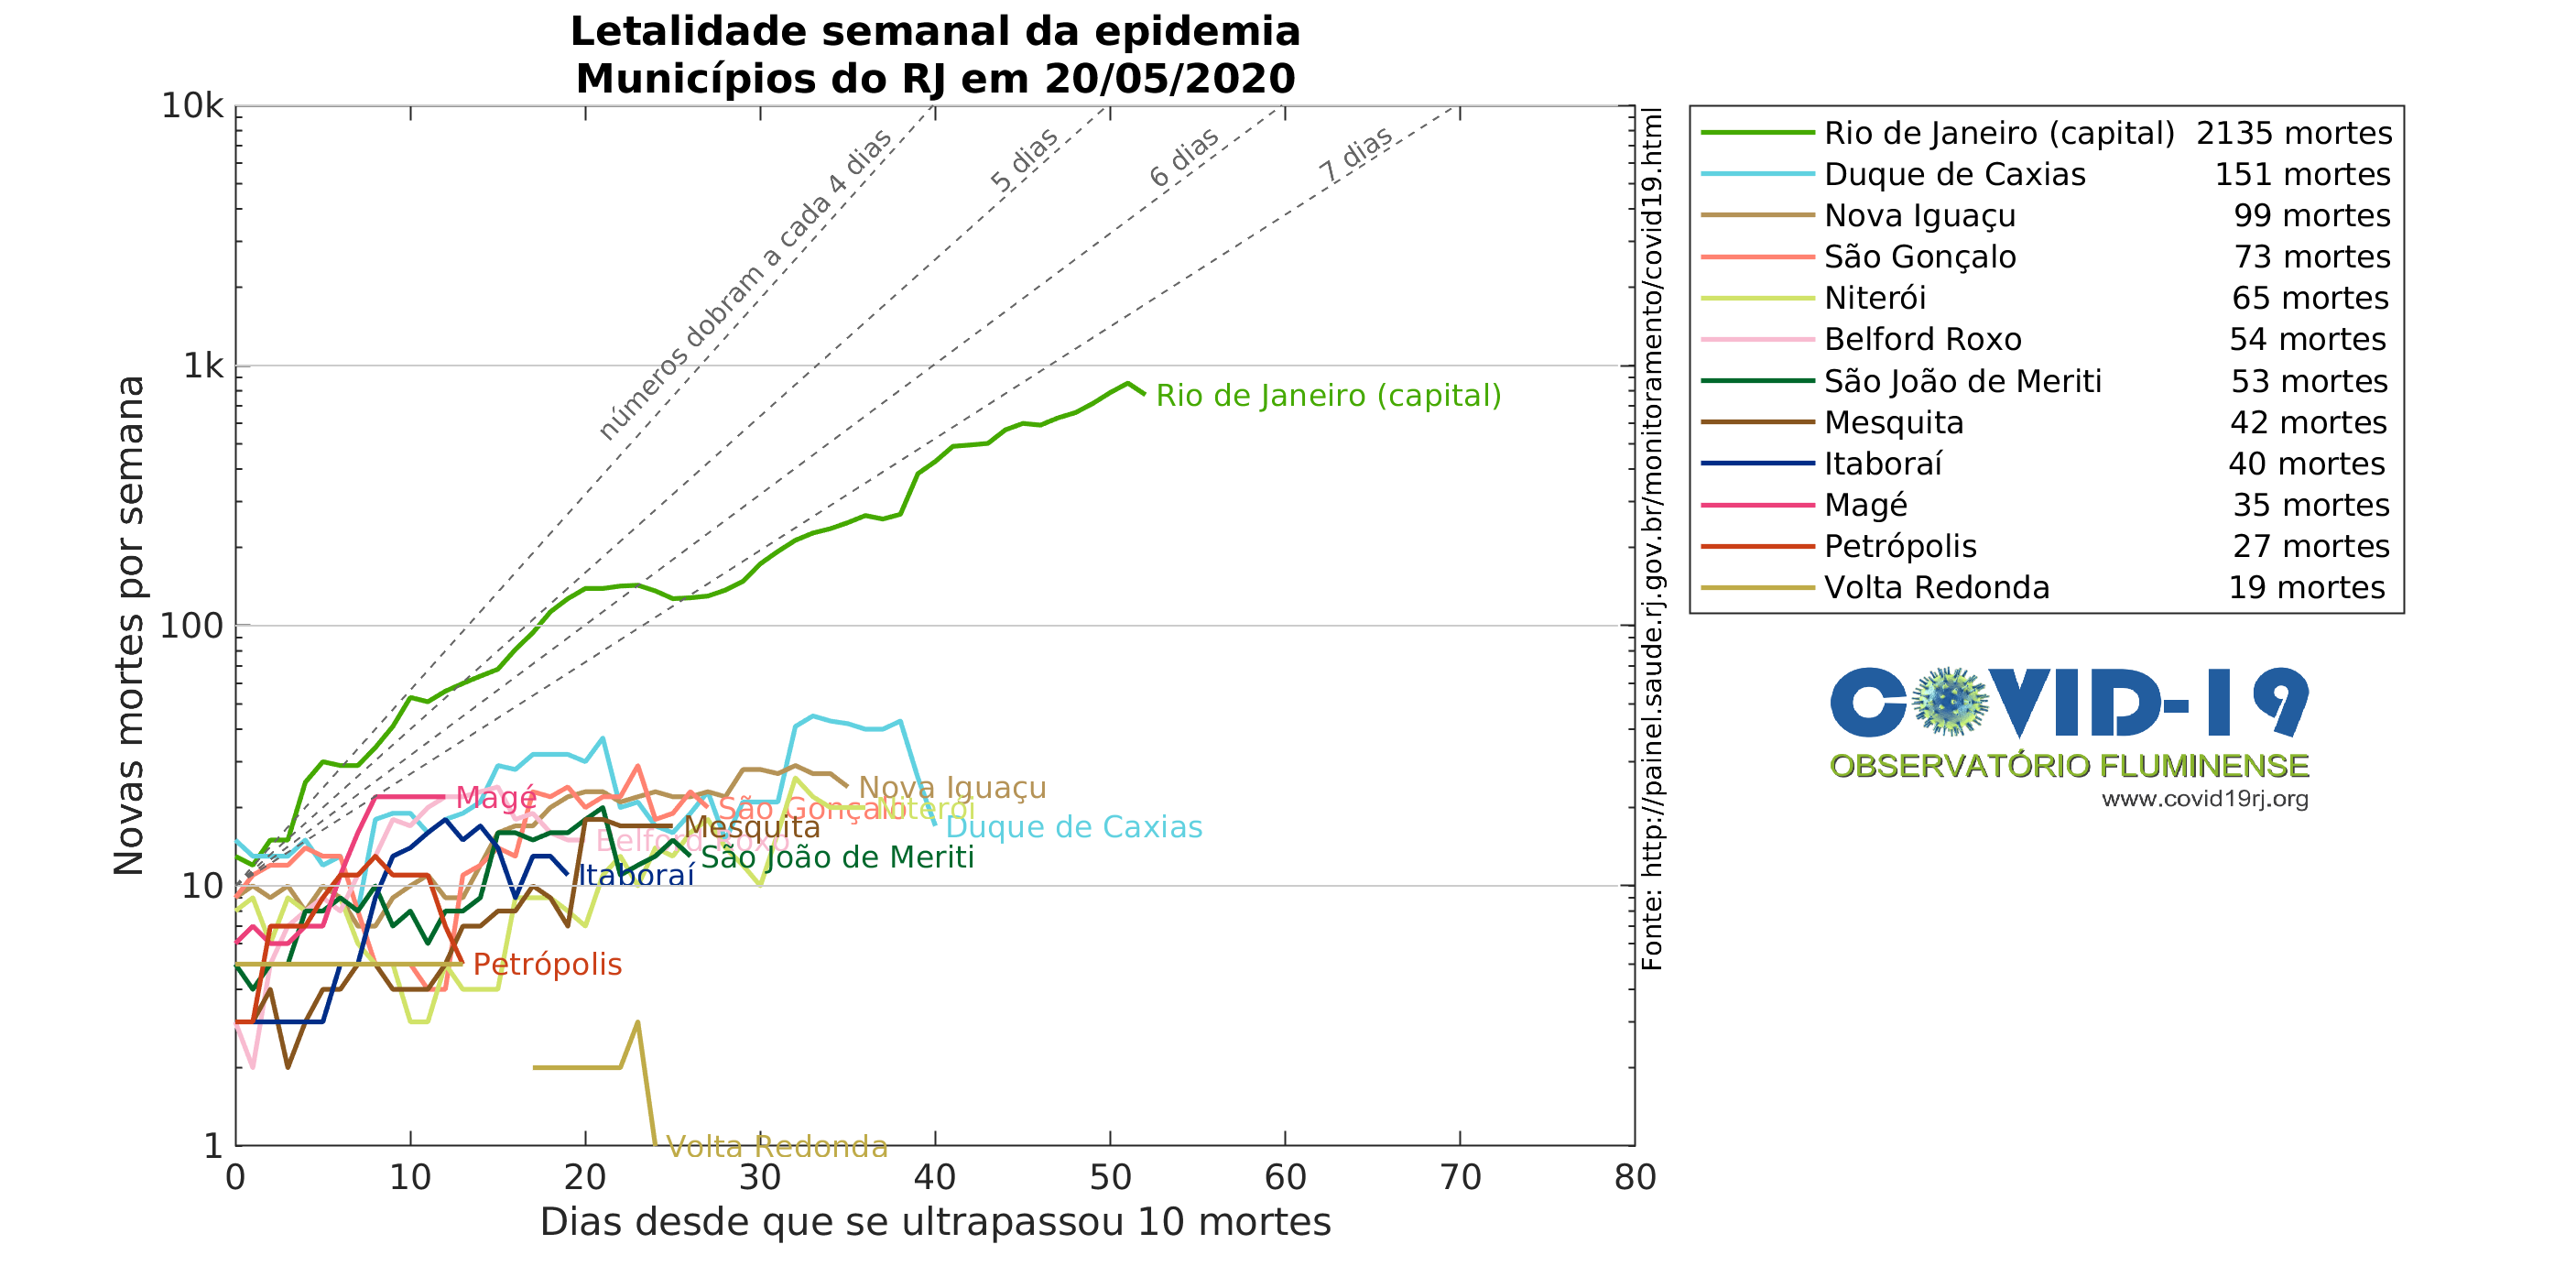 Letalidade semanal da epidemia
Municípios do RJ em 20/05/2020
Novas mortes por semana
10k
1k
100
10
1
0 10 20 30 40 50 60 70 80
Dias desde que se ultrapassou 10 mortes
números dobram a cada 4 dias
5 dias
6 dias
7 dias
Rio de Janeiro (capital)
Nova Iguaçu
Magé
São Gonçalo
Niterói
Mesquita
Duque de Caxias
Belford Roxo
São João de Meriti
Itaboraí
Petrópolis
Volta Redonda
Fonte: http://painel.saude.rj.gov.br/monitoramento/covid19.html
Rio de Janeiro (capital) 2135 mortes
Duque de Caxias 151 mortes
Nova Iguaçu 99 mortes
São Gonçalo 73 mortes
Niterói 65 mortes
Belford Roxo 54 mortes
São João de Meriti 53 mortes
Mesquita 42 mortes
Itaboraí 40 mortes
Magé 35 mortes
Petrópolis 27 mortes
Volta Redonda 19 mortes
COVID-19
OBSERVATÓRIO FLUMINENSE
www.covid19rj.org